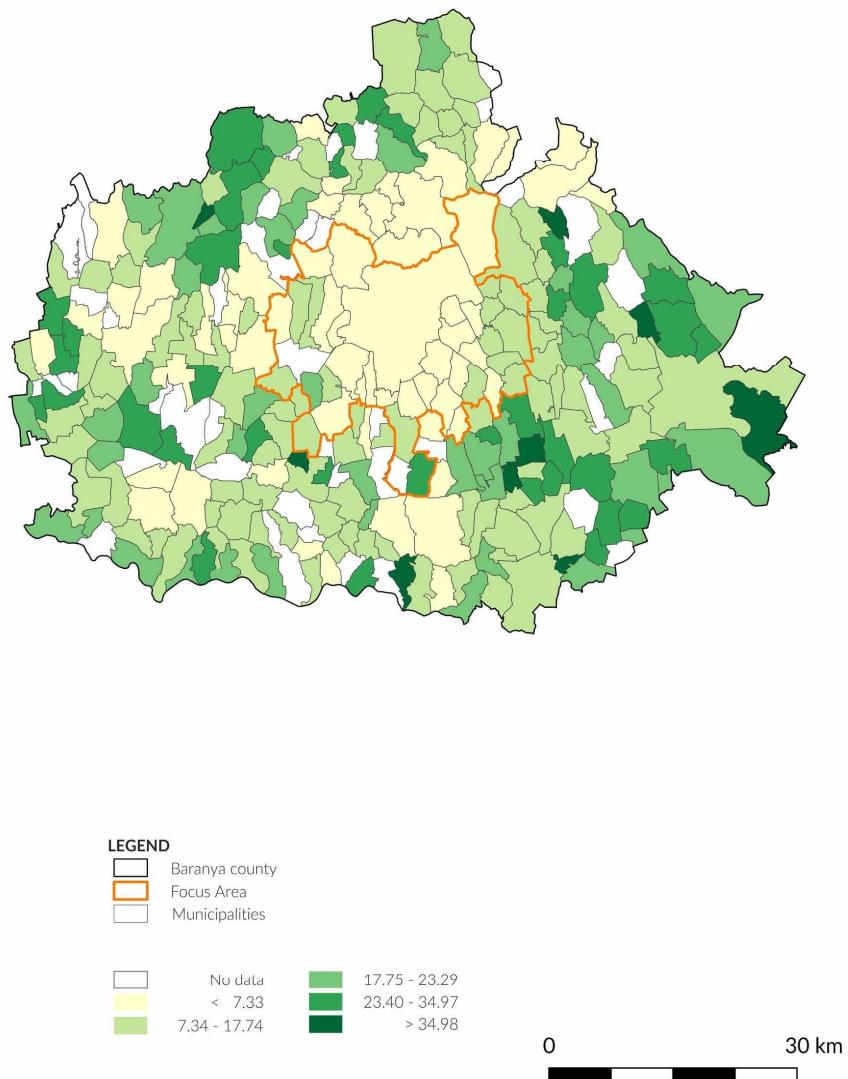 LEGEND
Baranya county
Focus Area
Municipalities
No data
< 7.33
7.34 - 17.74
17.75 - 23.29
23.40 - 34.97
> 34.98
0 30 km